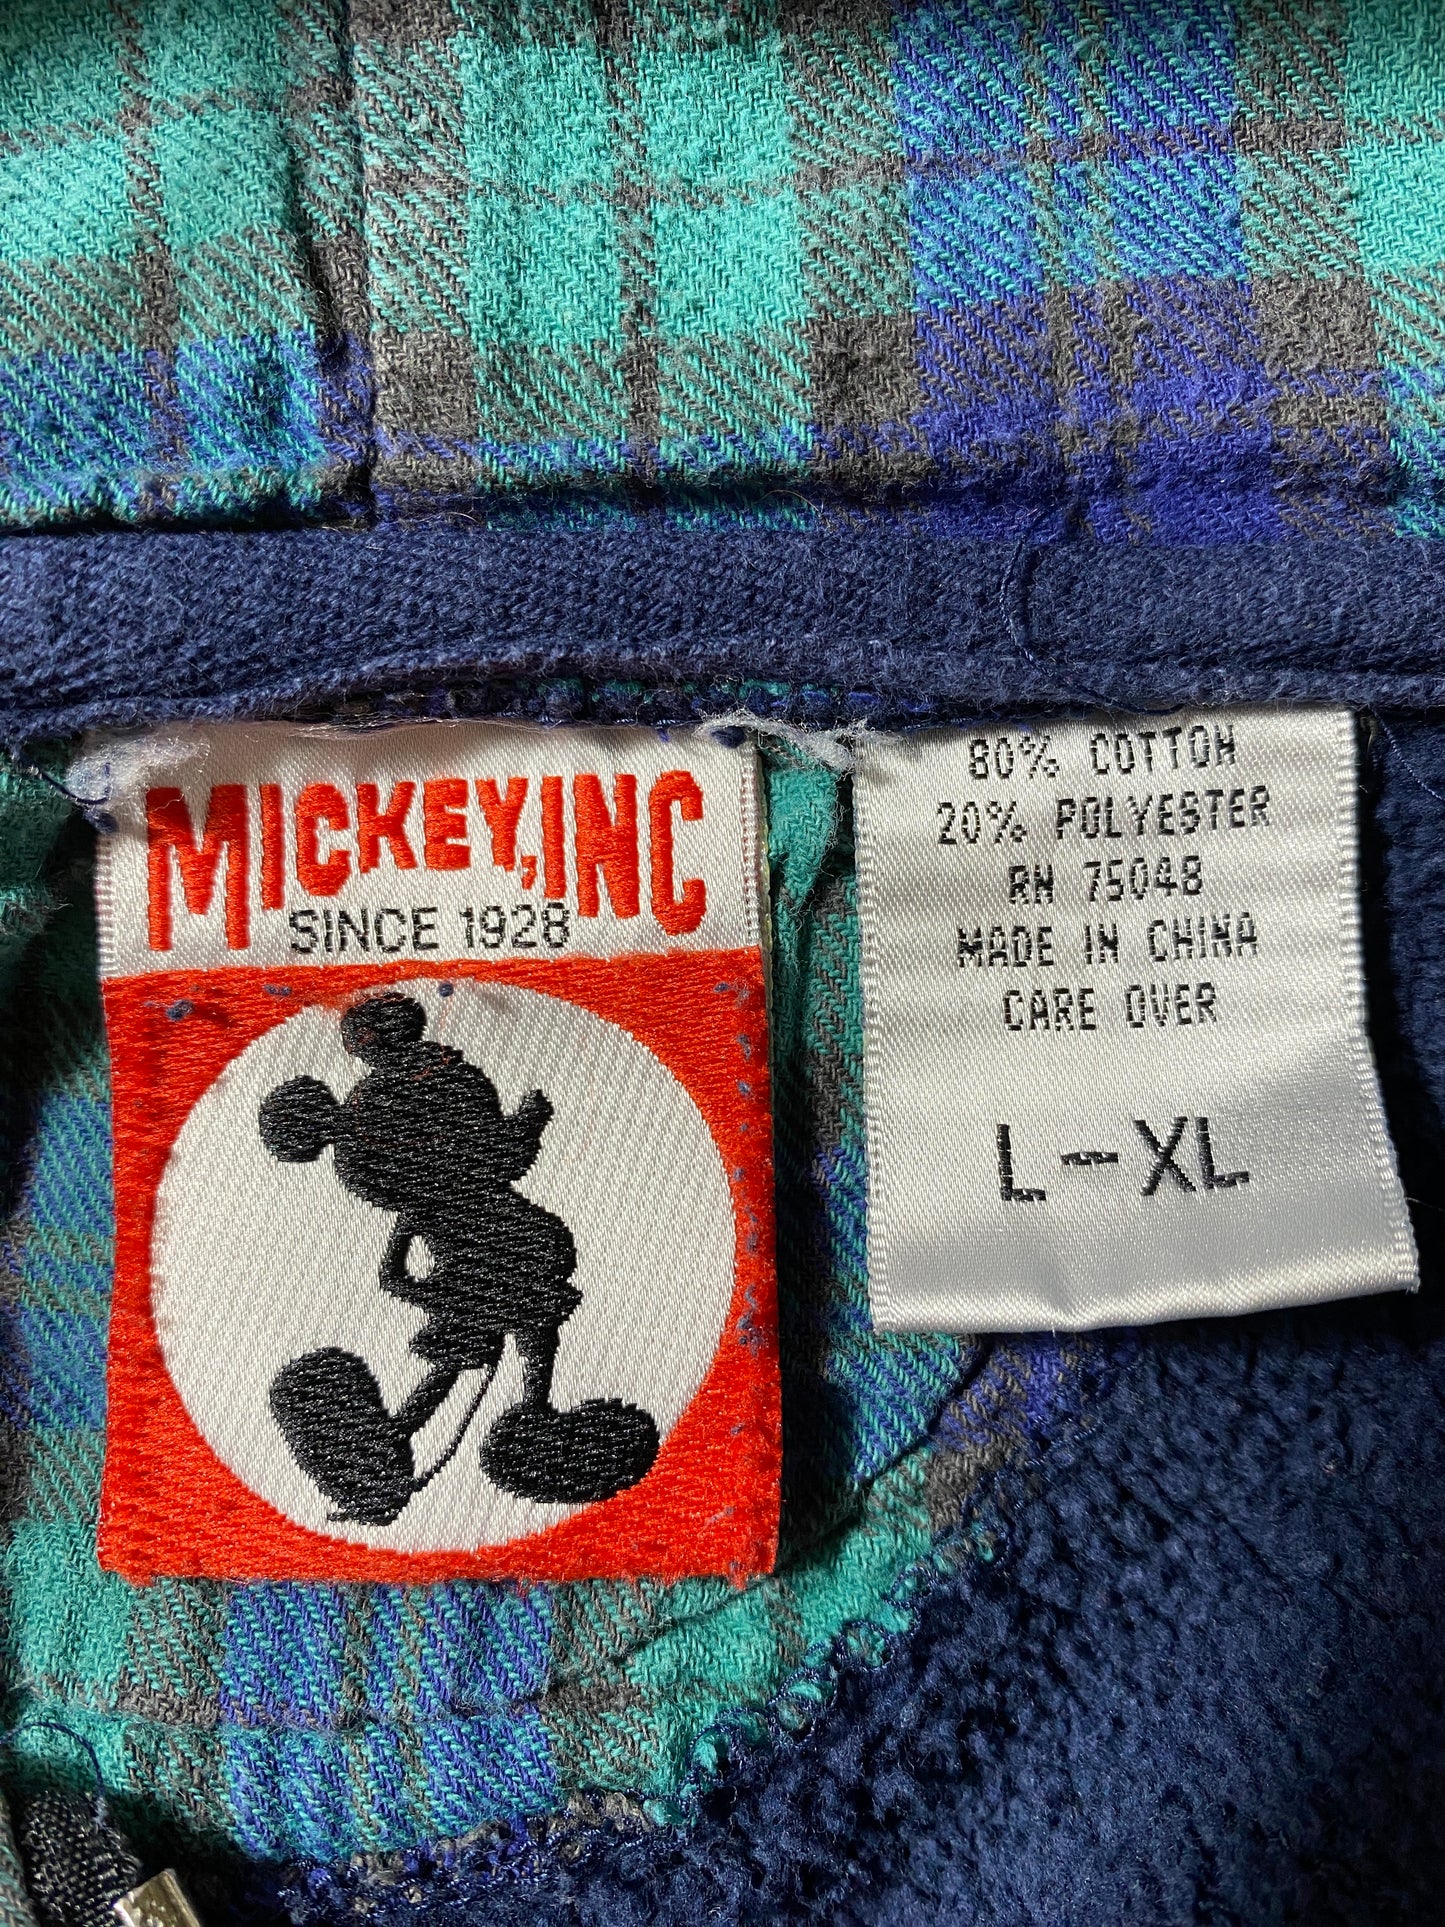 MICKEY, INC
SINCE 1928
80% COTTON
20% POLYESTER
RN 75048
MADE IN CHINA
CARE OVER
L-XL